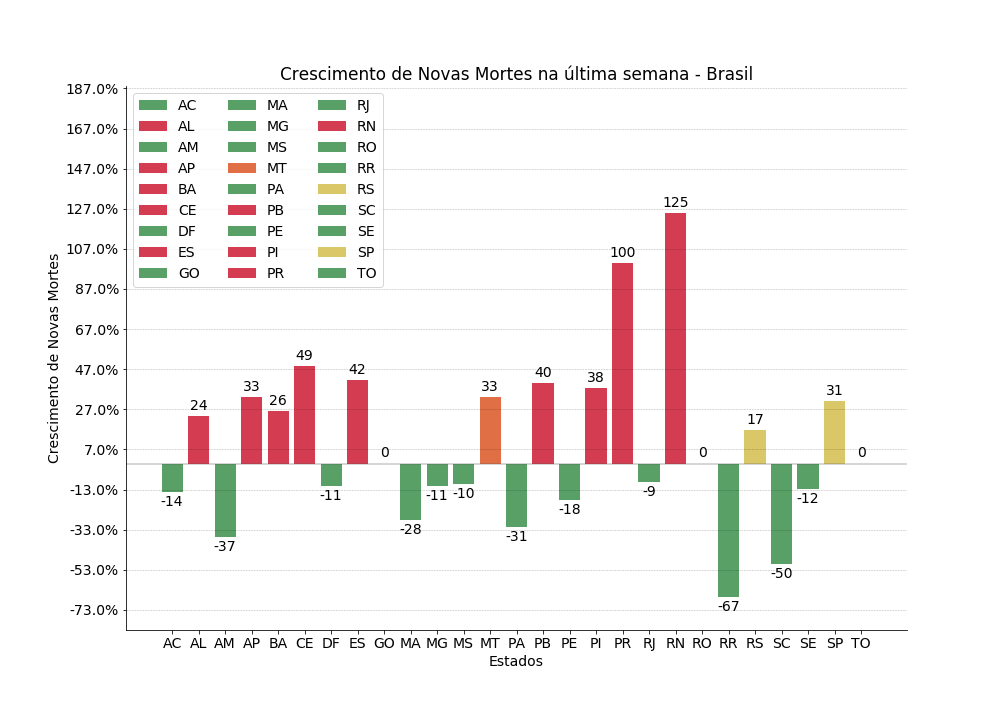 Crescimento de Novas Mortes na última semana - Brasil
187.0%
167.0%
147.0%
127.0%
107.0%
87.0%
67.0%
47.0%
27.0%
7.0%
-13.0%
-33.0%
-53.0%
-73.0%
Crescimento de Novas Mortes
AC MA RJ
AL MG RN
AM MS RO
AP MT RR
BA PA RS
CE PB SC
DF PE SE
ES PI SP
GO PR TO
-14 24 -37 33 26 49 -11 42 0 -28 -11 -10 33 -31 40 -18 38 100 -9 125 0 -67 17 -50 -12 31 0
AC AL AM AP BA CE DF ES GO MA MG MS MT PA PB PE PI PR RJ RN RO RR RS SC SE SP TO
Estados